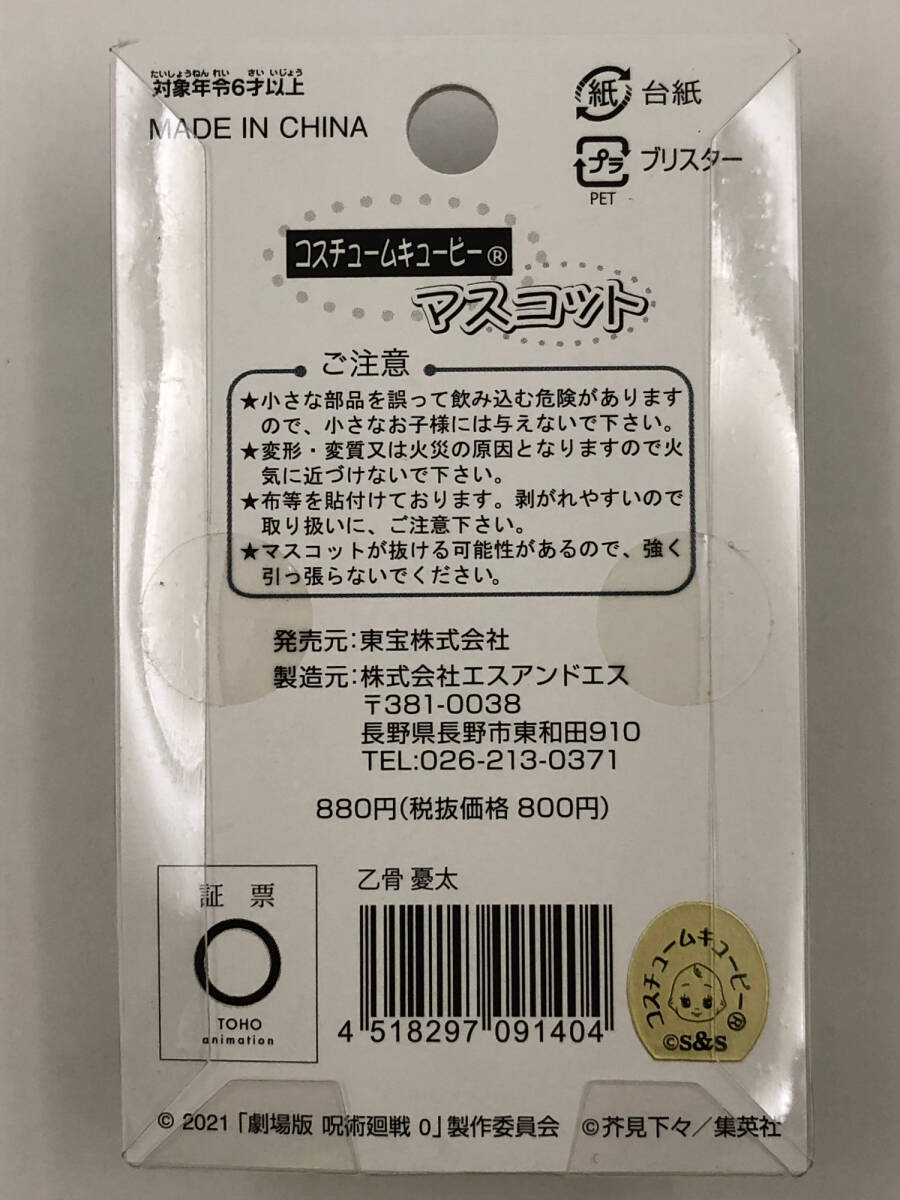 たいしょうねんれい さいいじょう
対象年令6才以上
MADE IN CHINA
紙 台紙
プラ ブリスター
PET
コスチュームキューピー®
マスコット
ご注意
★小さな部品を誤って飲み込む危険があります
ので、小さなお子様には与えないで下さい。
★変形・変質又は火災の原因となりますので火
気に近づけないで下さい。
★布等を貼付けております。剥がれやすいので
取り扱いに、ご注意下さい。
★マスコットが抜ける可能性があるので、強く
引っ張らないでください。
発売元:東宝株式会社
製造元:株式会社エスアンドエス
〒381-0038
長野県長野市東和田910
TEL:026-213-0371
880円(税抜価格 800円)
証票
TOHO
animation
乙骨 憂太
4 518297 091404
コスチュームキューピー®
©S&S
© 2021「劇場版 呪術廻戦 0」製作委員会 ©芥見下々／集英社